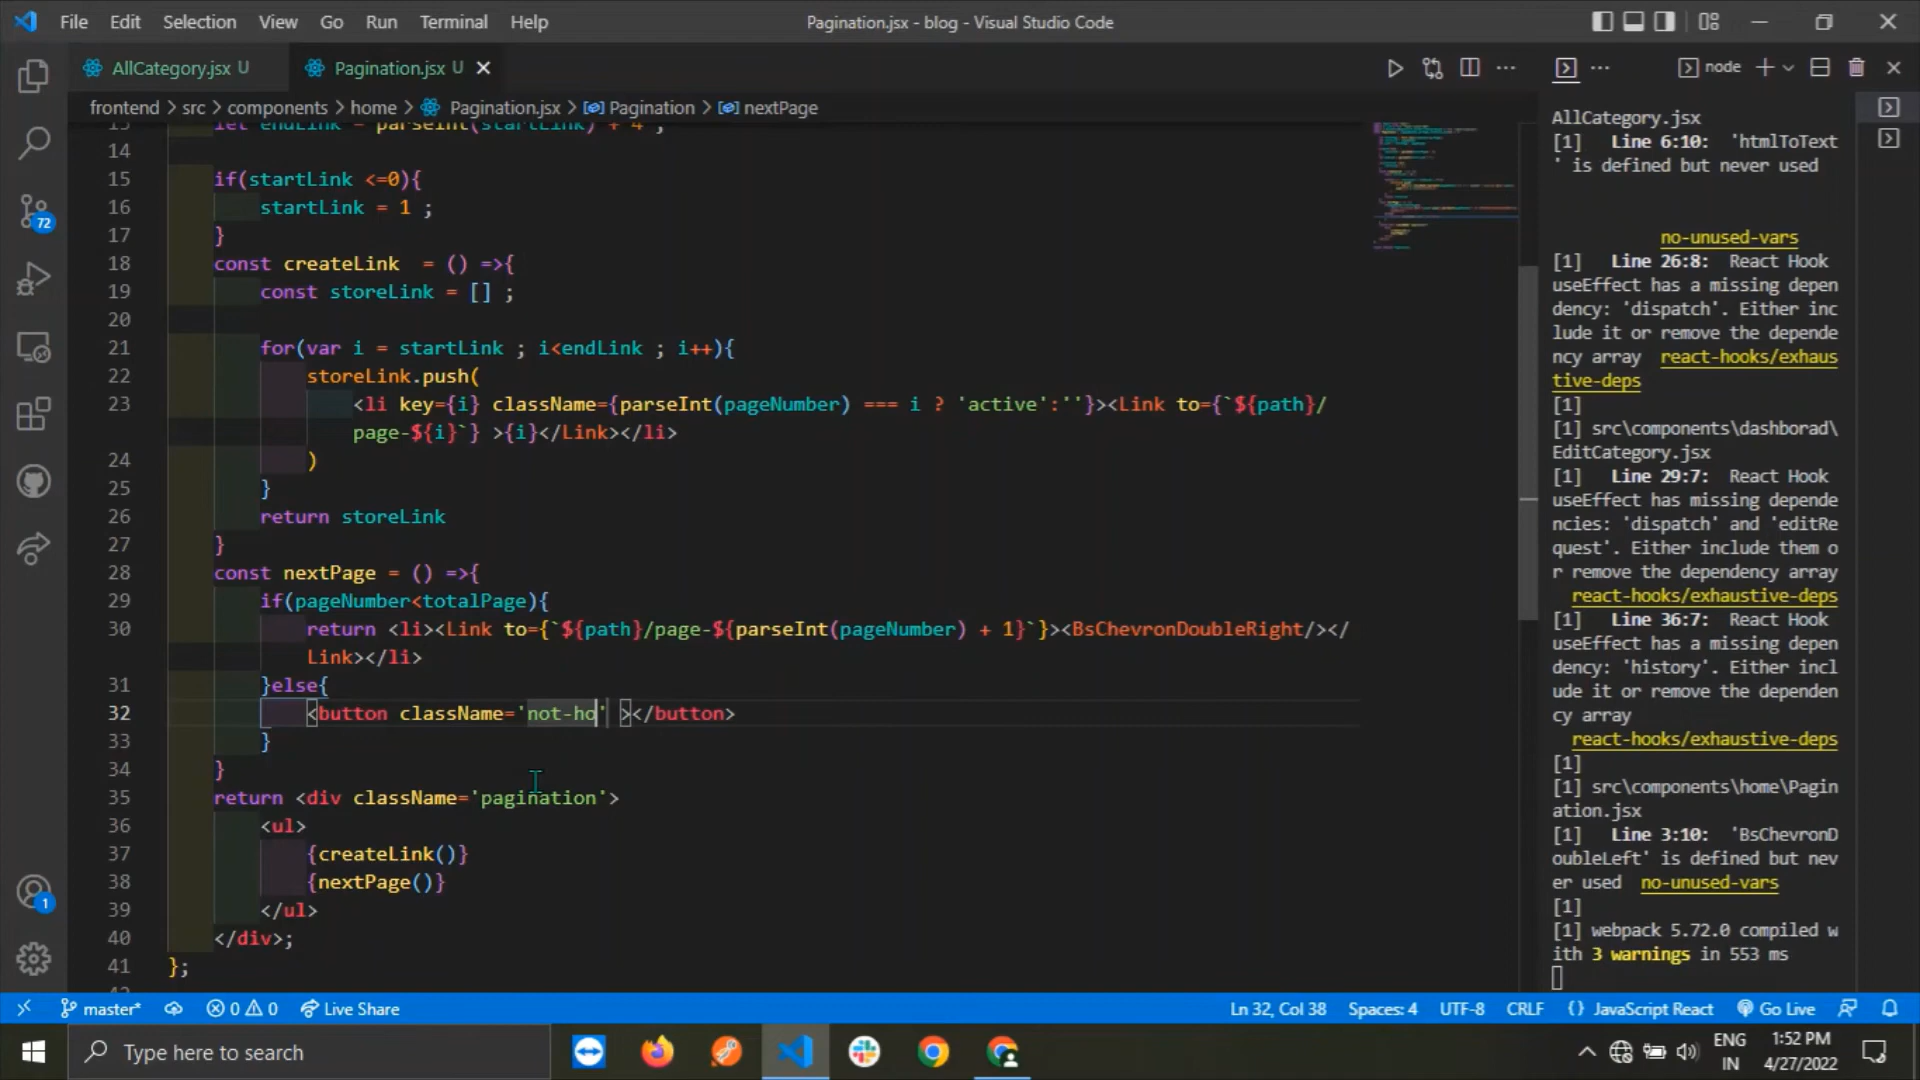 File Edit Selection View Go Run Terminal Help
Pagination.jsx - blog - Visual Studio Code
AllCategory.jsx U
Pagination.jsx U
node
frontend > src > components > home > Pagination.jsx > Pagination > nextPage
let endLink = parseInt(startLink) + 4 ;
14
15 if(startLink <=0){
16 startLink = 1 ;
17 }
18 const createLink = () =>{
19 const storeLink = [] ;
20
21 for(var i = startLink ; i<endLink ; i++){
22 storeLink.push(
23 <li key={i} className={parseInt(pageNumber) === i ? 'active':''}><Link to={`${path}/
page-${i}`} >{i}</Link></li>
24 )
25 }
26 return storeLink
27 }
28 const nextPage = () =>{
29 if(pageNumber<totalPage){
30 return <li><Link to={`${path}/page-${parseInt(pageNumber) + 1}`}><BsChevronDoubleRight/></
Link></li>
31 }else{
32 <button className='not-ho' ></button>
33 }
34 }
35 return <div className='pagination'>
36 <ul>
37 {createLink()}
38 {nextPage()}
39 </ul>
40 </div>;
41 };
AllCategory.jsx
[1] Line 6:10: 'htmlToText
' is defined but never used
no-unused-vars
[1] Line 26:8: React Hook
useEffect has a missing depen
dency: 'dispatch'. Either inc
lude it or remove the depende
ncy array react-hooks/exhaus
tive-deps
[1]
[1] src\components\dashborad\
EditCategory.jsx
[1] Line 29:7: React Hook
useEffect has missing depende
ncies: 'dispatch' and 'editRe
quest'. Either include them o
r remove the dependency array
react-hooks/exhaustive-deps
[1] Line 36:7: React Hook
useEffect has a missing depen
dency: 'history'. Either incl
ude it or remove the dependen
cy array
react-hooks/exhaustive-deps
[1]
[1] src\components\home\Pagin
ation.jsx
[1] Line 3:10: 'BsChevronD
oubleLeft' is defined but nev
er used no-unused-vars
[1]
[1] webpack 5.72.0 compiled w
ith 3 warnings in 553 ms
72
1
master* 0 0 Live Share
Ln 32, Col 38 Spaces: 4 UTF-8 CRLF {} JavaScript React Go Live
Type here to search
ENG
IN
1:52 PM
4/27/2022